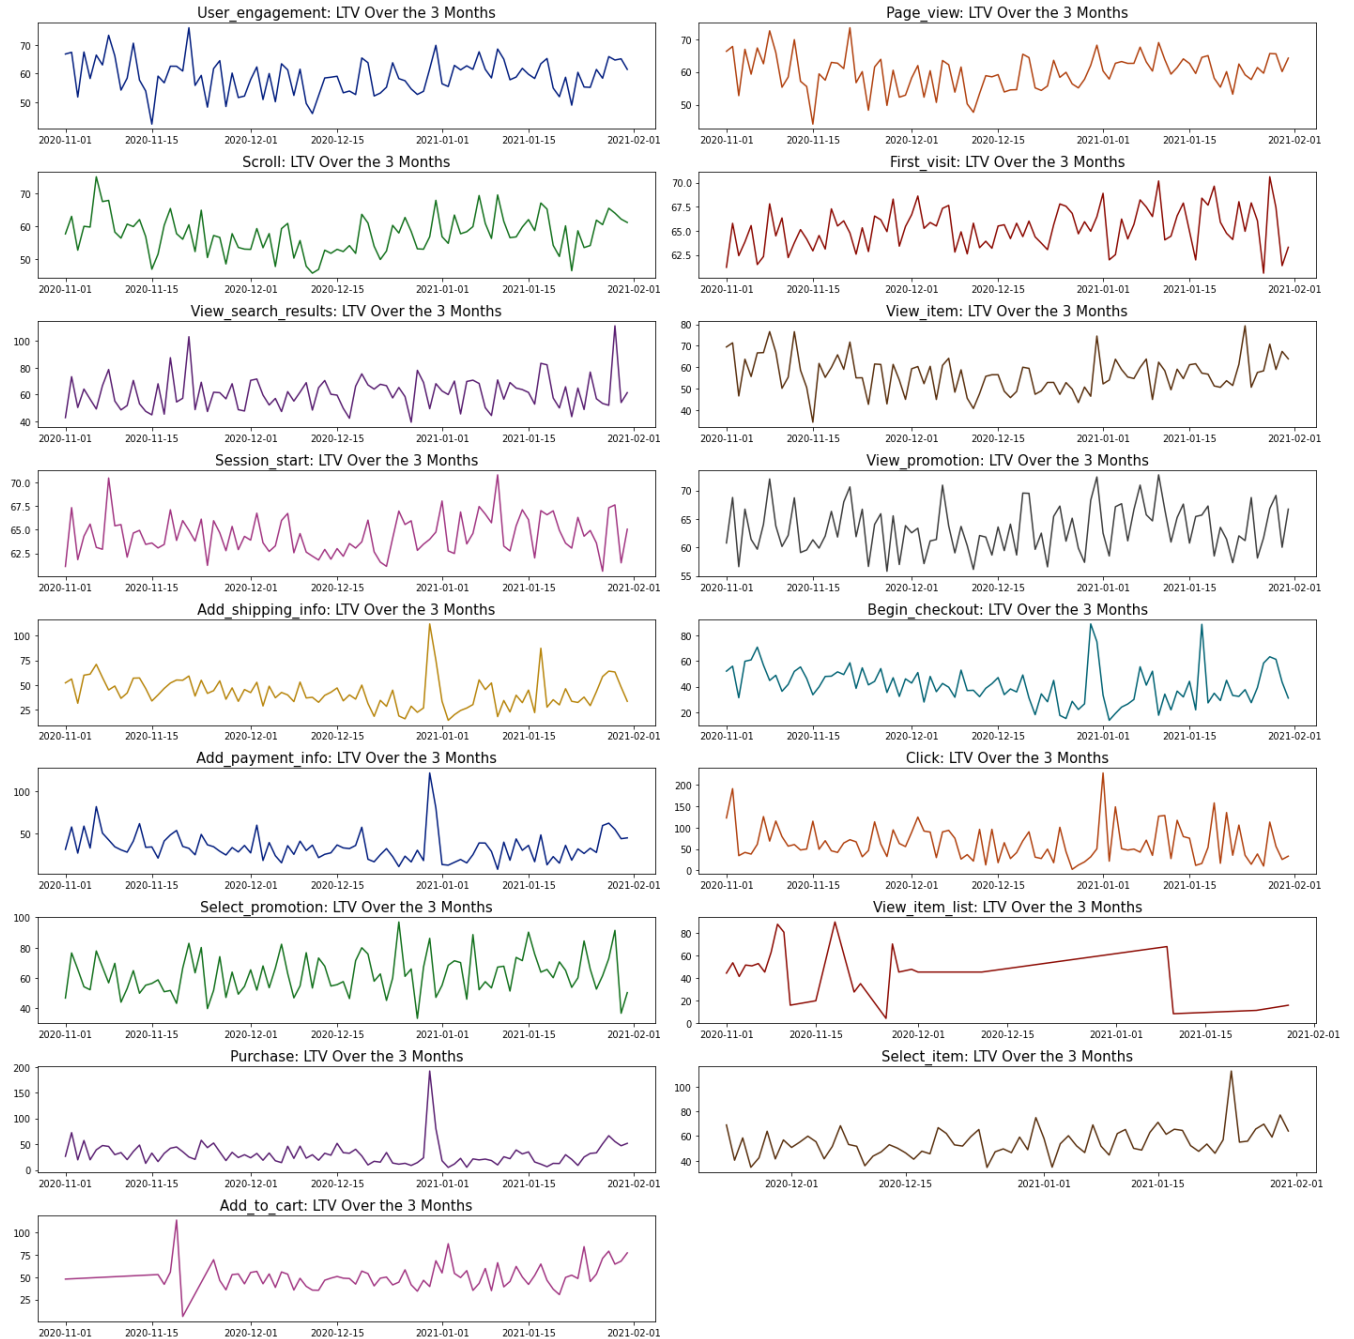 User_engagement: LTV Over the 3 Months
70
60
50
2020-11-01 2020-11-15 2020-12-01 2020-12-15 2021-01-01 2021-01-15 2021-02-01
Page_view: LTV Over the 3 Months
70
60
50
2020-11-01 2020-11-15 2020-12-01 2020-12-15 2021-01-01 2021-01-15 2021-02-01
Scroll: LTV Over the 3 Months
70
60
50
2020-11-01 2020-11-15 2020-12-01 2020-12-15 2021-01-01 2021-01-15 2021-02-01
First_visit: LTV Over the 3 Months
70.0
67.5
65.0
62.5
2020-11-01 2020-11-15 2020-12-01 2020-12-15 2021-01-01 2021-01-15 2021-02-01
View_search_results: LTV Over the 3 Months
100
80
60
40
2020-11-01 2020-11-15 2020-12-01 2020-12-15 2021-01-01 2021-01-15 2021-02-01
View_item: LTV Over the 3 Months
80
70
60
50
40
2020-11-01 2020-11-15 2020-12-01 2020-12-15 2021-01-01 2021-01-15 2021-02-01
Session_start: LTV Over the 3 Months
70.0
67.5
65.0
62.5
2020-11-01 2020-11-15 2020-12-01 2020-12-15 2021-01-01 2021-01-15 2021-02-01
View_promotion: LTV Over the 3 Months
70
65
60
55
2020-11-01 2020-11-15 2020-12-01 2020-12-15 2021-01-01 2021-01-15 2021-02-01
Add_shipping_info: LTV Over the 3 Months
100
75
50
25
2020-11-01 2020-11-15 2020-12-01 2020-12-15 2021-01-01 2021-01-15 2021-02-01
Begin_checkout: LTV Over the 3 Months
80
60
40
20
2020-11-01 2020-11-15 2020-12-01 2020-12-15 2021-01-01 2021-01-15 2021-02-01
Add_payment_info: LTV Over the 3 Months
100
50
2020-11-01 2020-11-15 2020-12-01 2020-12-15 2021-01-01 2021-01-15 2021-02-01
Click: LTV Over the 3 Months
200
150
100
50
0
2020-11-01 2020-11-15 2020-12-01 2020-12-15 2021-01-01 2021-01-15 2021-02-01
Select_promotion: LTV Over the 3 Months
100
80
60
40
2020-11-01 2020-11-15 2020-12-01 2020-12-15 2021-01-01 2021-01-15 2021-02-01
View_item_list: LTV Over the 3 Months
80
60
40
20
0
2020-11-01 2020-11-15 2020-12-01 2020-12-15 2021-01-01 2021-01-15 2021-02-01
Purchase: LTV Over the 3 Months
200
150
100
50
0
2020-11-01 2020-11-15 2020-12-01 2020-12-15 2021-01-01 2021-01-15 2021-02-01
Select_item: LTV Over the 3 Months
100
80
60
40
2020-12-01 2020-12-15 2021-01-01 2021-01-15 2021-02-01
Add_to_cart: LTV Over the 3 Months
100
75
50
25
2020-11-01 2020-11-15 2020-12-01 2020-12-15 2021-01-01 2021-01-15 2021-02-01